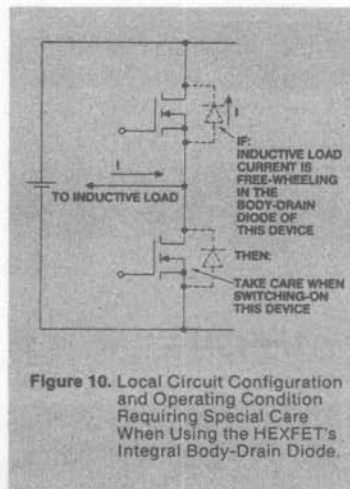 I
IF:
INDUCTIVE LOAD
CURRENT IS
FREE-WHEELING
IN THE
BODY-DRAIN
DIODE OF
THIS DEVICE
I
TO INDUCTIVE LOAD
THEN:
TAKE CARE WHEN
SWITCHING-ON
THIS DEVICE
Figure 10. Local Circuit Configuration
and Operating Condition
Requiring Special Care
When Using the HEXFET's
Integral Body-Drain Diode.